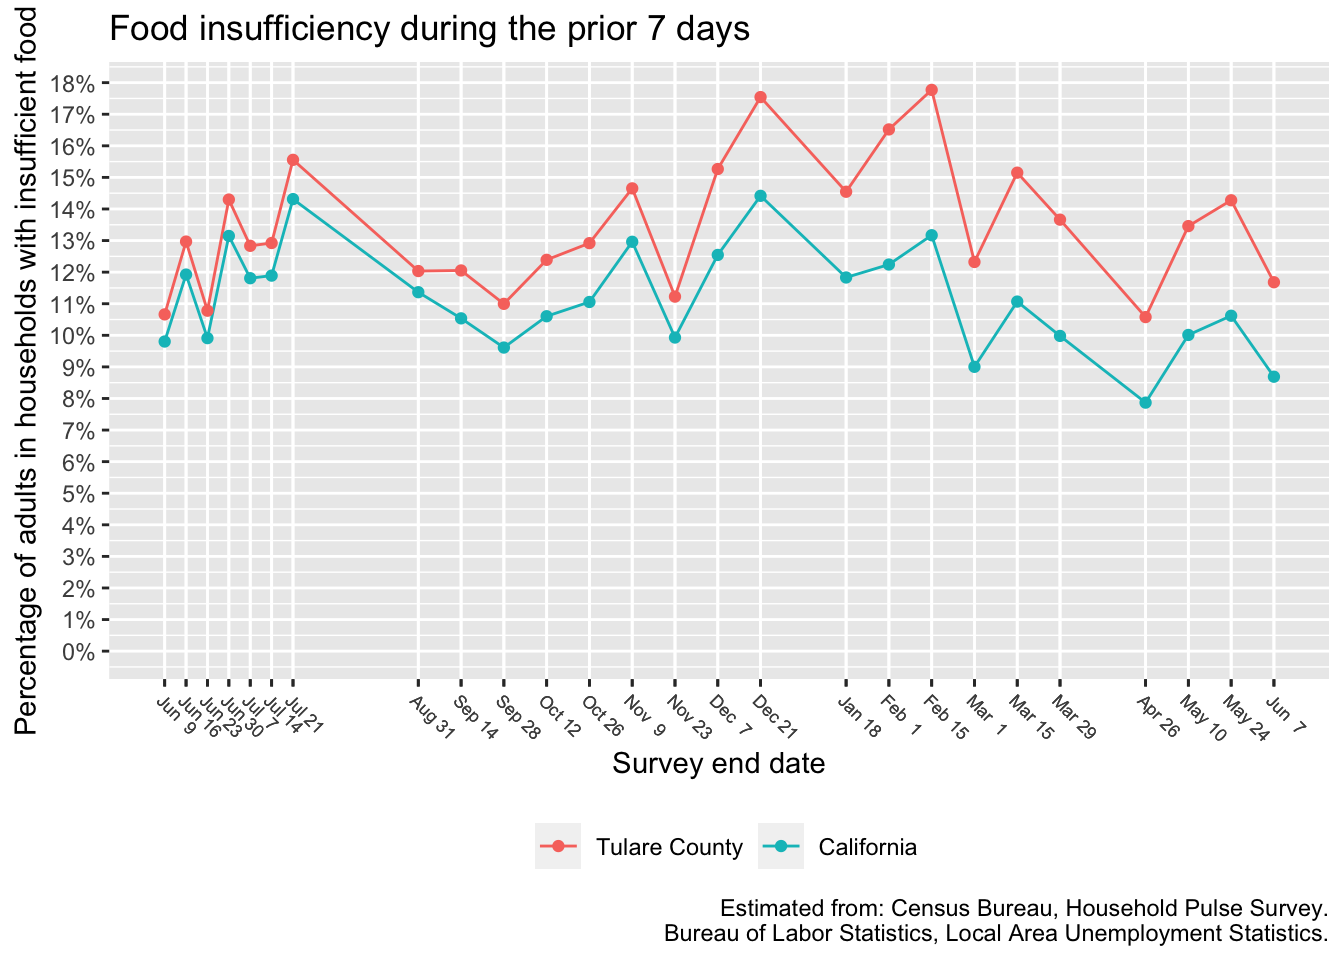 Food insufficiency during the prior 7 days
Percentage of adults in households with insufficient food
18%
17%
16%
15%
14%
13%
12%
11%
10%
9%
8%
7%
6%
5%
4%
3%
2%
1%
0%
Jun 9
Jun 16
Jun 23
Jun 30
Jul 7
Jul 14
Jul 21
Aug 31
Sep 14
Sep 28
Oct 12
Oct 26
Nov 9
Nov 23
Dec 7
Dec 21
Jan 18
Feb 1
Feb 15
Mar 1
Mar 15
Mar 29
Apr 26
May 10
May 24
Jun 7
Survey end date
Tulare County
California
Estimated from: Census Bureau, Household Pulse Survey.
Bureau of Labor Statistics, Local Area Unemployment Statistics.